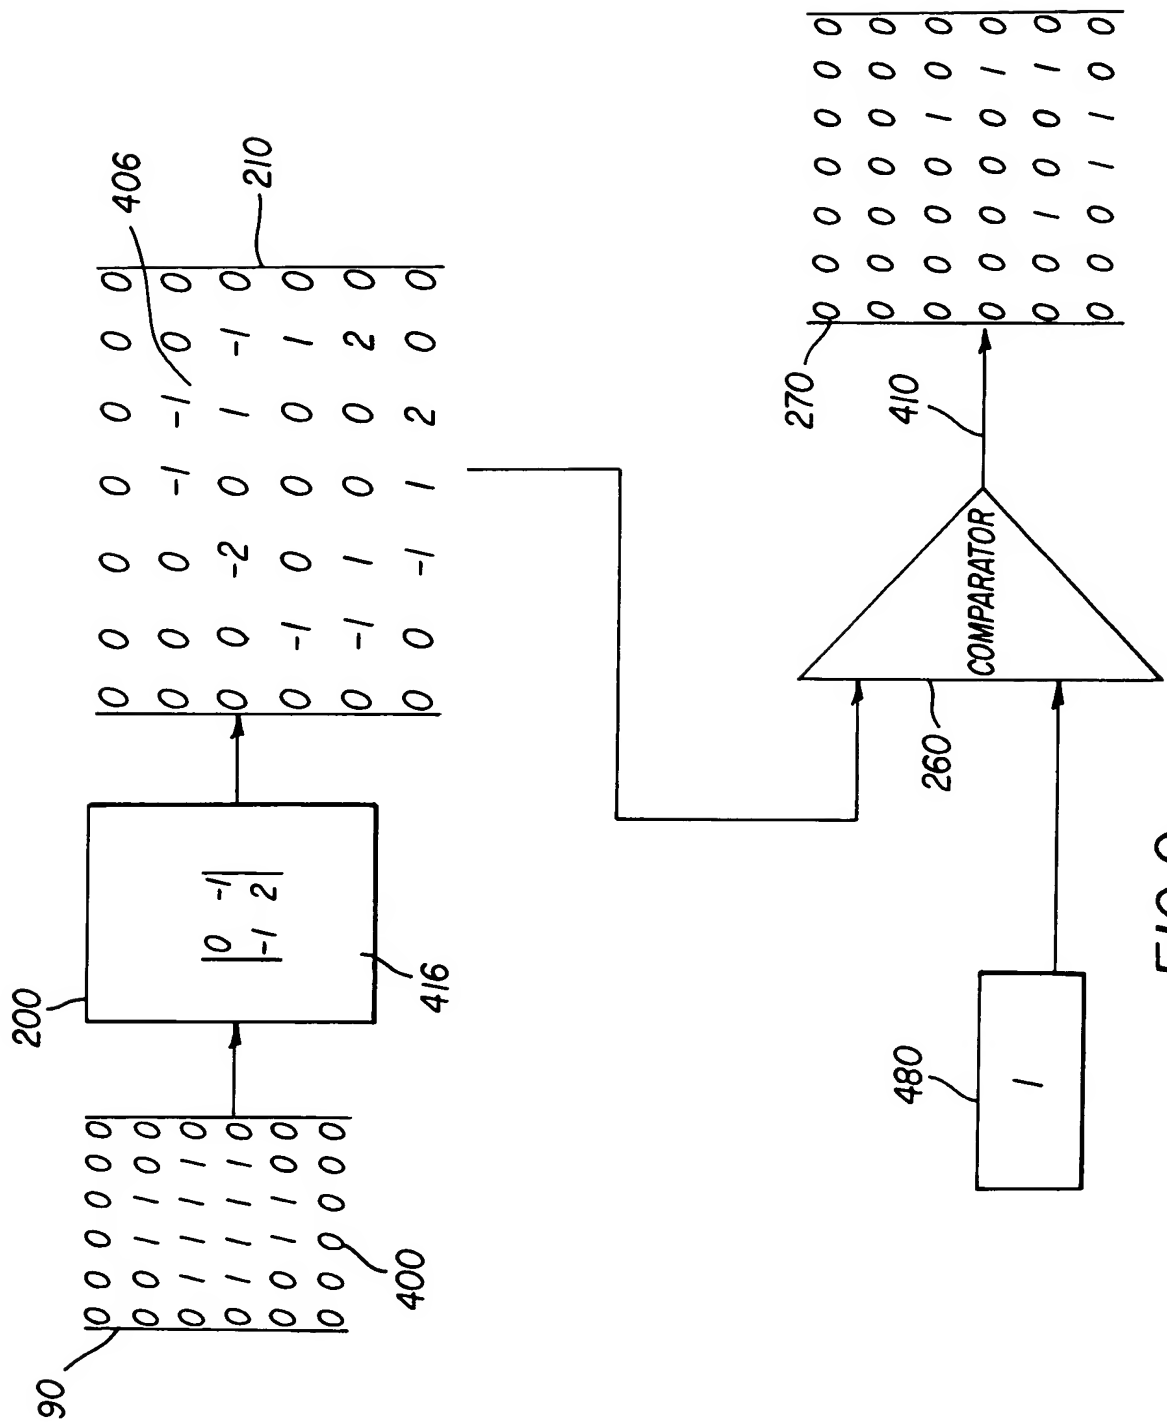 90
0 0 0 0 0 0
0 0 1 1 0 0
0 1 1 1 1 0
0 1 1 1 1 0
0 0 1 1 0 0
0 0 0 0 0 0
400
200
0 -1
-1 2
416
406
0 0 0 0 0 0 0
0 0 0 -1 -1 0 0
0 0 -2 0 1 -1 0
0 -1 0 0 0 1 0
0 -1 1 0 0 2 0
0 0 -1 1 2 0 0
210
480
1
260
COMPARATOR
410
270
0 0 0 0 0 0 0
0 0 0 0 0 0 0
0 0 0 0 1 0 0
0 0 0 0 0 1 0
0 0 1 0 0 1 0
0 0 0 1 1 0 0
FIG.